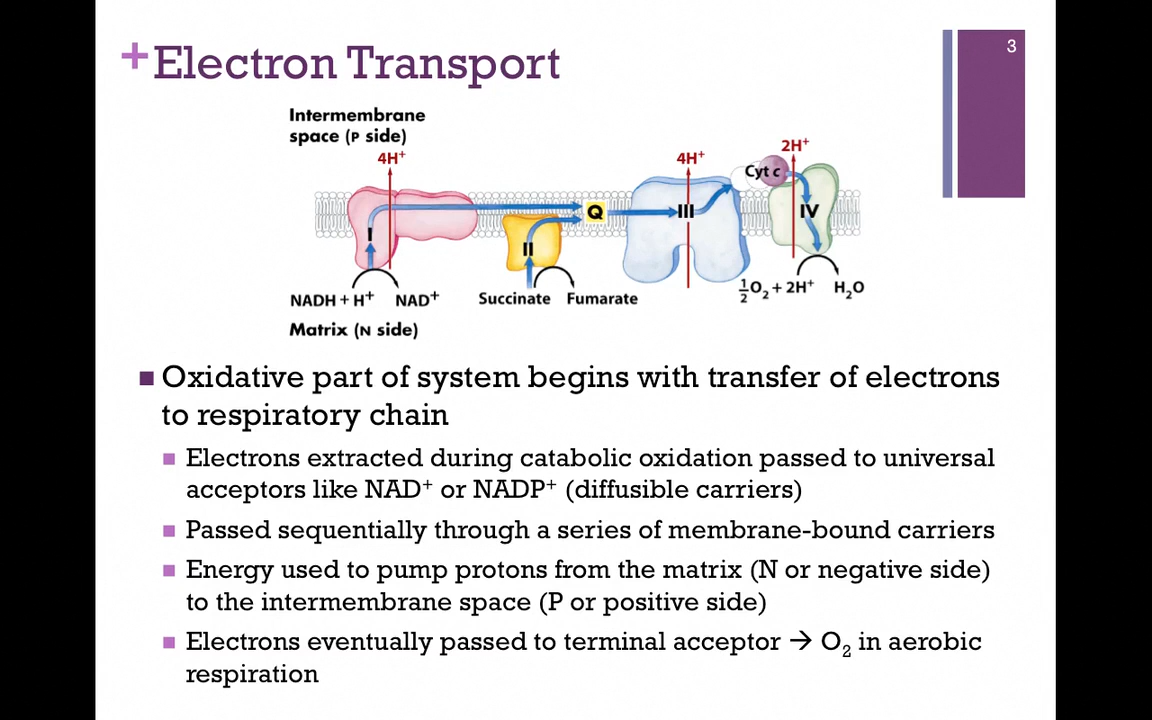 3
+ Electron Transport
Intermembrane
space (P side)
4H⁺
4H⁺
2H⁺
Cyt c
Q
III
IV
I
II
NADH + H⁺ NAD⁺
Succinate Fumarate
½O₂ + 2H⁺ H₂O
Matrix (N side)
■ Oxidative part of system begins with transfer of electrons
to respiratory chain
■ Electrons extracted during catabolic oxidation passed to universal
acceptors like NAD⁺ or NADP⁺ (diffusible carriers)
■ Passed sequentially through a series of membrane-bound carriers
■ Energy used to pump protons from the matrix (N or negative side)
to the intermembrane space (P or positive side)
■ Electrons eventually passed to terminal acceptor → O₂ in aerobic
respiration